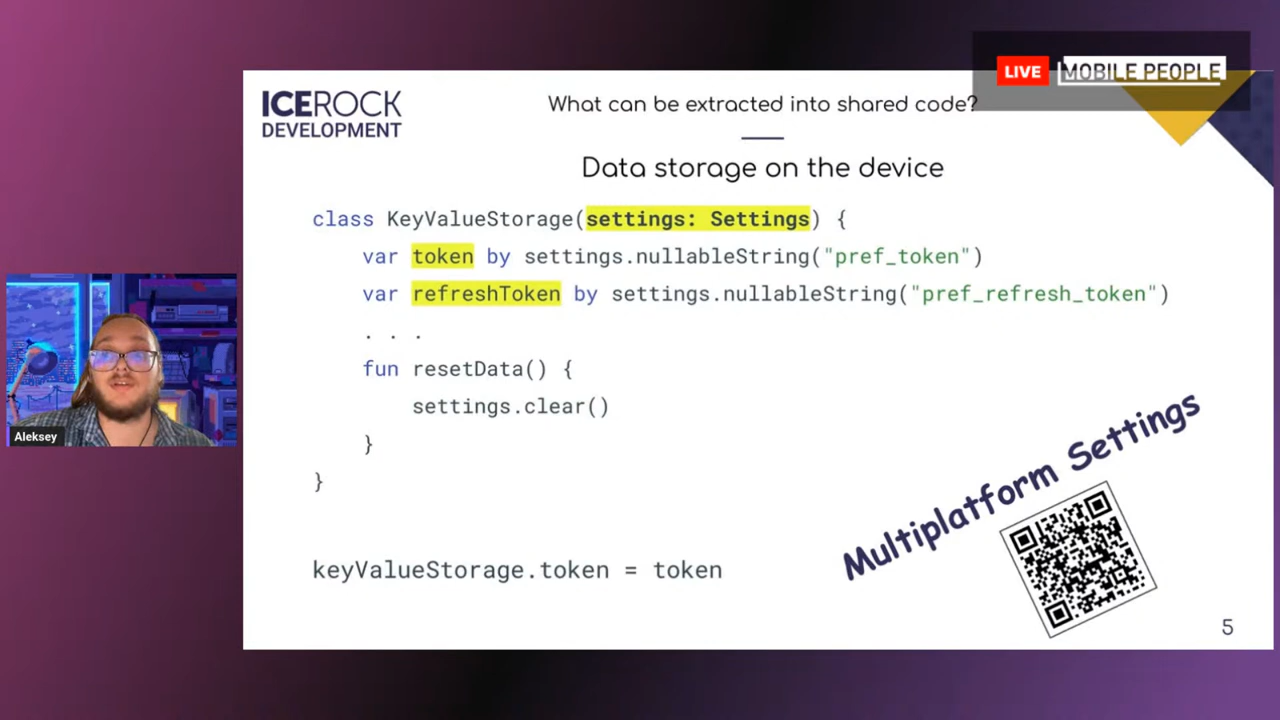 LIVE
MOBILE PEOPLE
ICEROCK
DEVELOPMENT
What can be extracted into shared code?
Data storage on the device
class KeyValueStorage(settings: Settings) {
var token by settings.nullableString("pref_token")
var refreshToken by settings.nullableString("pref_refresh_token")
. . .
fun resetData() {
settings.clear()
}
}
Aleksey
Multiplatform Settings
keyValueStorage.token = token
5